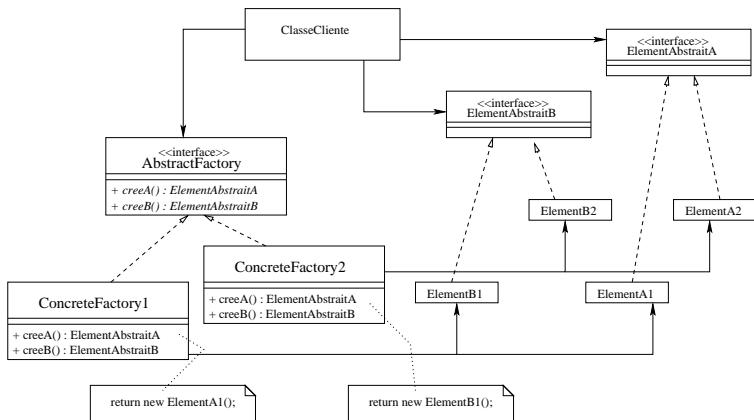 ClasseCliente
<<interface>>
ElementAbstraitA
<<interface>>
ElementAbstraitB
<<interface>>
AbstractFactory
+ creeA() : ElementAbstraitA
+ creeB() : ElementAbstraitB
ElementB2
ElementA2
ConcreteFactory2
+ creeA() : ElementAbstraitA
+ creeB() : ElementAbstraitB
ElementB1
ElementA1
ConcreteFactory1
+ creeA() : ElementAbstraitA
+ creeB() : ElementAbstraitB
return new ElementA1();
return new ElementB1();